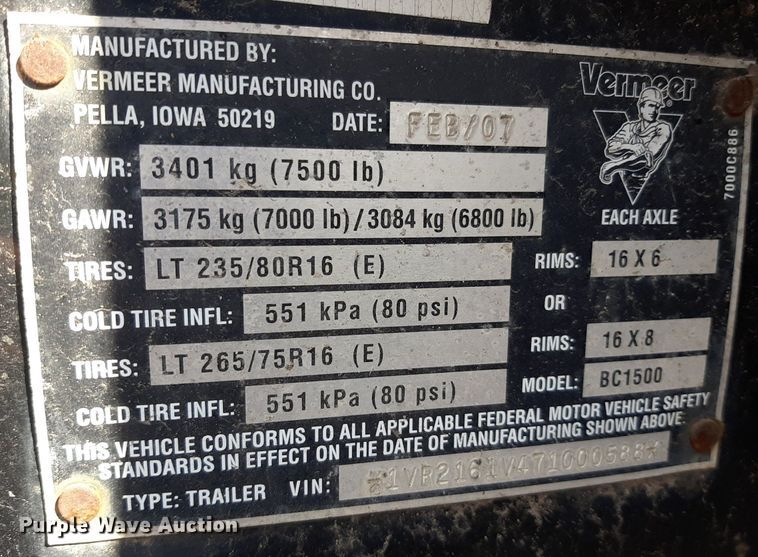 MANUFACTURED BY:
VERMEER MANUFACTURING CO.
PELLA, IOWA 50219 DATE: FEB/07
Vermeer
7000C886
GVWR: 3401 kg (7500 lb)
GAWR: 3175 kg (7000 lb)/3084 kg (6800 lb) EACH AXLE
TIRES: LT 235/80R16 (E) RIMS: 16 X 6
COLD TIRE INFL: 551 kPa (80 psi) OR
TIRES: LT 265/75R16 (E) RIMS: 16 X 8
COLD TIRE INFL: 551 kPa (80 psi) MODEL: BC1500
THIS VEHICLE CONFORMS TO ALL APPLICABLE FEDERAL MOTOR VEHICLE SAFETY
STANDARDS IN EFFECT ON THE DATE OF MANUFACTURING SHOWN ABOVE.
TYPE: TRAILER VIN: *1VR2161V471000588*
Purple Wave Auction